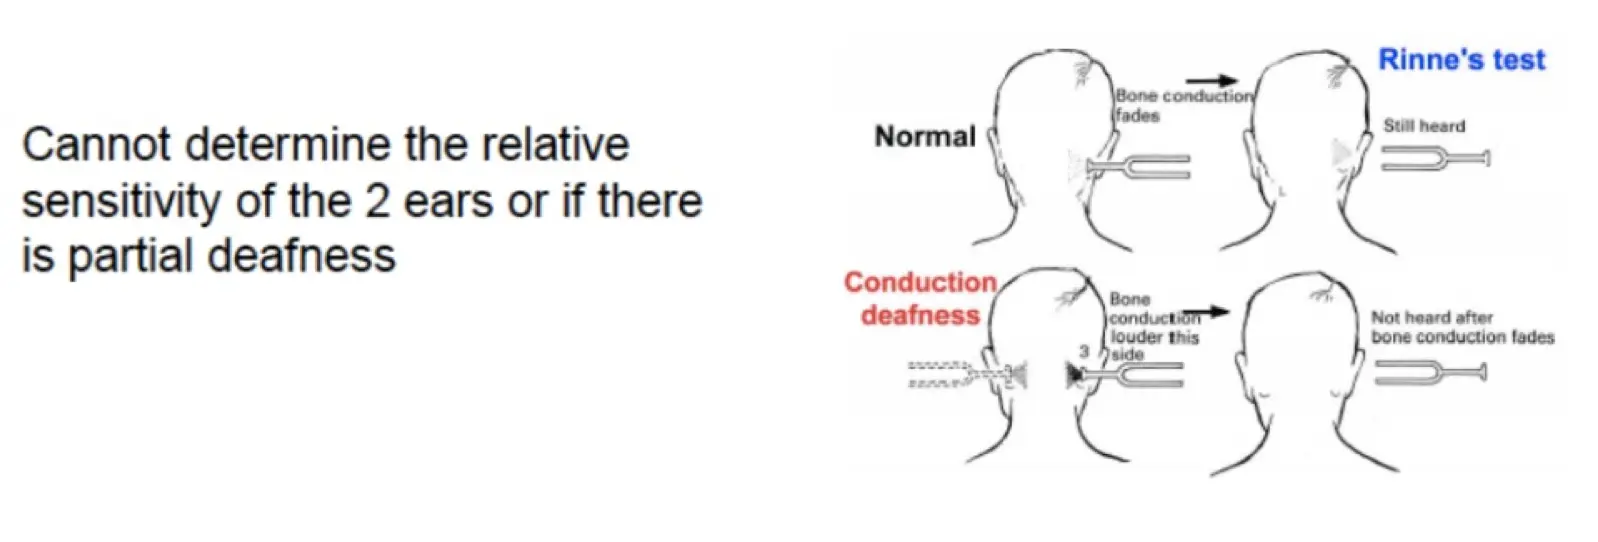 Cannot determine the relative
sensitivity of the 2 ears or if there
is partial deafness
Rinne's test
Normal
Bone conduction
fades
Still heard
Conduction
deafness
Bone
conduction
louder this
side
3
Not heard after
bone conduction fades